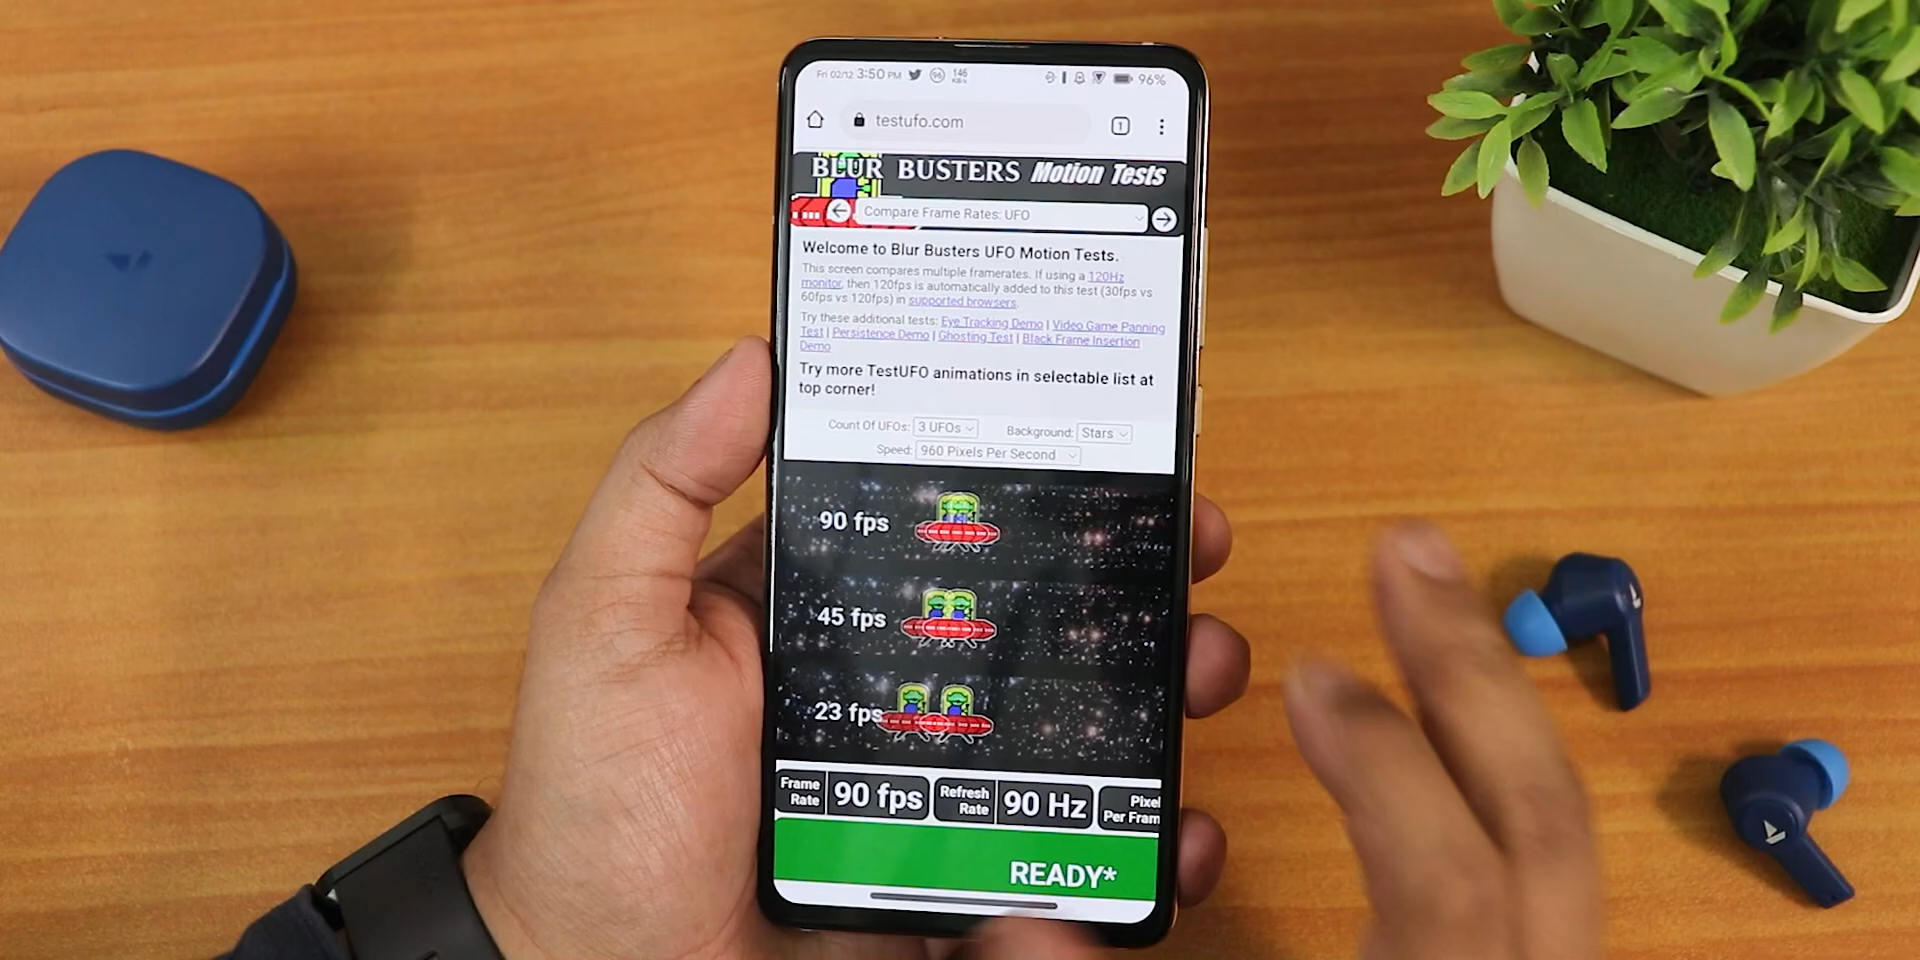 Fri 02/12 3:50 PM 96 146 KB/s 96%
testufo.com 1
BLUR BUSTERS Motion Tests
Compare Frame Rates: UFO
Welcome to Blur Busters UFO Motion Tests.
This screen compares multiple framerates. If using a 120Hz
monitor, then 120fps is automatically added to this test (30fps vs
60fps vs 120fps) in supported browsers.
Try these additional tests: Eye Tracking Demo | Video Game Panning
Test | Persistence Demo | Ghosting Test | Black Frame Insertion
Demo
Try more TestUFO animations in selectable list at
top corner!
Count Of UFOs: 3 UFOs Background: Stars
Speed: 960 Pixels Per Second
90 fps
45 fps
23 fps
Frame Rate 90 fps Refresh Rate 90 Hz Pixel Per Fram
READY*